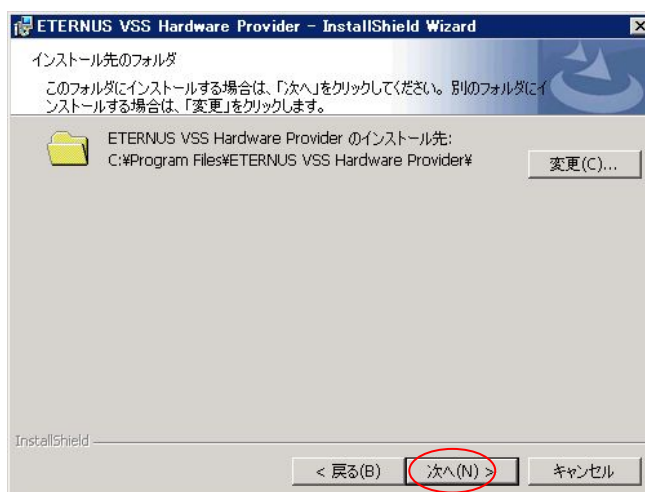 ETERNUS VSS Hardware Provider - InstallShield Wizard
インストール先のフォルダ
このフォルダにインストールする場合は、「次へ」をクリックしてください。別のフォルダにイ
ンストールする場合は、「変更」をクリックします。
ETERNUS VSS Hardware Provider のインストール先:
C:¥Program Files¥ETERNUS VSS Hardware Provider¥
変更(C)...
InstallShield
< 戻る(B)
次へ(N) >
キャンセル